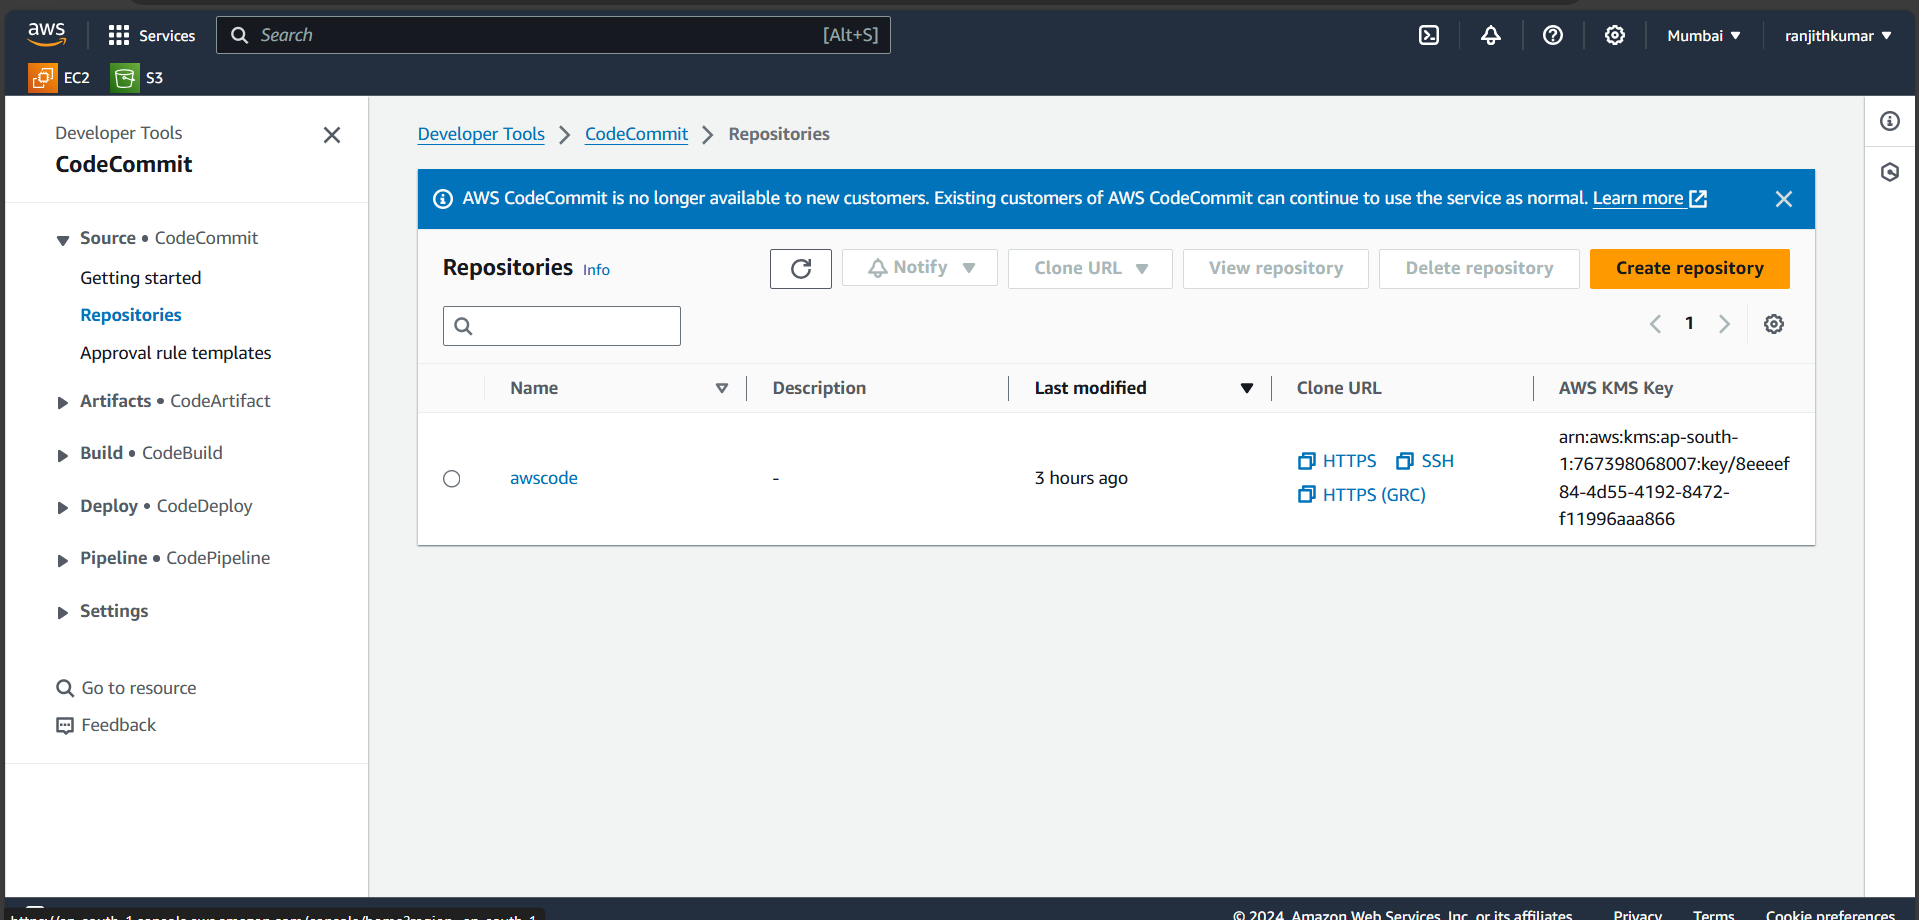 aws
Services
Search
[Alt+S]
Mumbai
ranjithkumar
EC2
S3
Developer Tools
CodeCommit
Source • CodeCommit
Getting started
Repositories
Approval rule templates
Artifacts • CodeArtifact
Build • CodeBuild
Deploy • CodeDeploy
Pipeline • CodePipeline
Settings
Go to resource
Feedback
Developer Tools
CodeCommit
Repositories
AWS CodeCommit is no longer available to new customers. Existing customers of AWS CodeCommit can continue to use the service as normal. Learn more
Repositories Info
Notify
Clone URL
View repository
Delete repository
Create repository
1
Name
Description
Last modified
Clone URL
AWS KMS Key
awscode
-
3 hours ago
HTTPS
SSH
HTTPS (GRC)
arn:aws:kms:ap-south-
1:767398068007:key/8eeeef
84-4d55-4192-8472-
f11996aaa866
© 2024, Amazon Web Services, Inc. or its affiliates.
Privacy
Terms
Cookie preferences